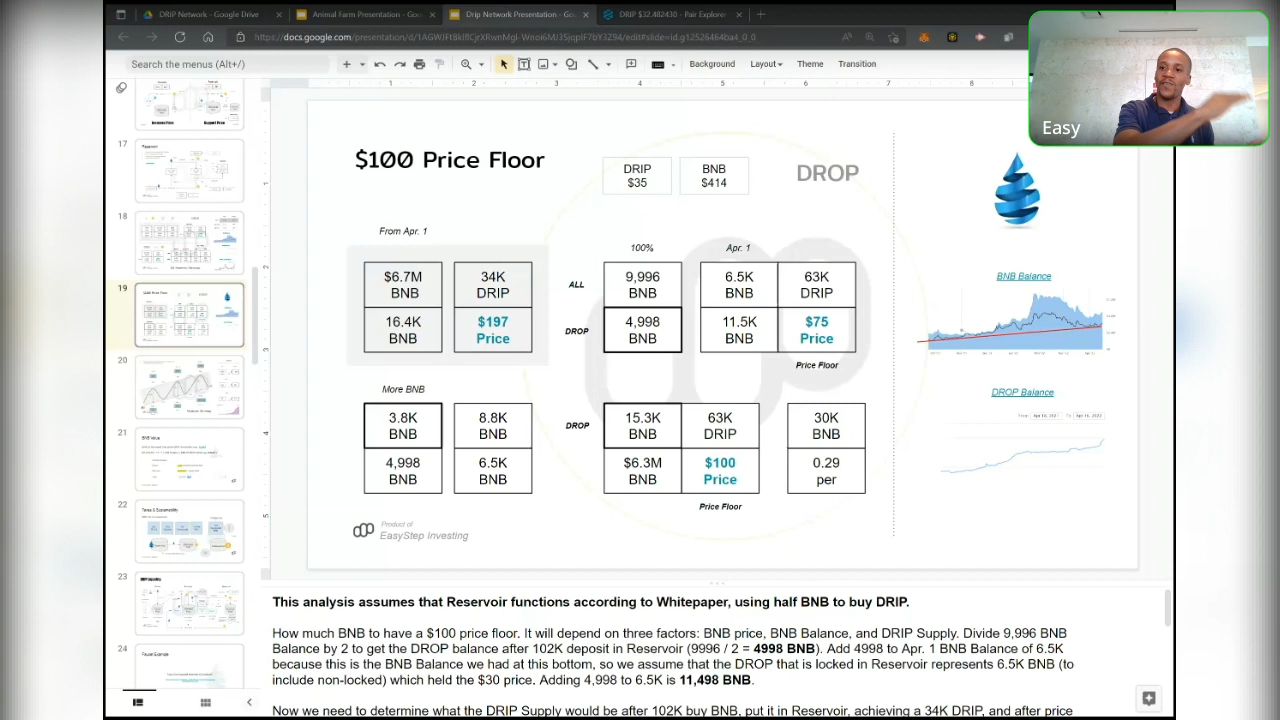 DRIP Network - Google Drive
Animal Farm Presentation - Goo
Drip Network Presentation - Goo
DRIP $32.482430 - Pair Explorer
Search the menus (Alt+/)
Background
Layout
Theme
Transition
Easy
17
18
19
20
21
22
23
24
$100 Price Floor
DRIP
$35
BNB
$414
DROP
From Apr. 1
100%
Apr. 1
$6.7M
BNB
34K
DRIP
ALL
9,996
BNB
6.5K
BNB
63K
DRIP
16.4K
BNB
$197
Price
DROP
4,998
BNB
11.5K
BNB
$75
Price
Price Floor
More BNB
3.8K
BNB
8.8K
BNB
DROP
15.3K
BNB
63K
DRIP
30K
BNB
4,998
BNB
6.5K
BNB
$6.3M
BNB
$100
Price
0.29
per
Price Floor
Product of
EasyStep Investing
BNB Balance
DROP Balance
This analysis assumes that Reservoir functions according to Whitepaper, using half BNB to buy DRIP.
How much BNB to have a $100 price floor. It will depend on three factors: BNB price, BNB Balance, and DRIP Supply. Divide 9,996 BNB
Balance by 2 to get the DROP balance after 102K daily in Reservoir (9996 / 2 = 4998 BNB). Add 4998 to Apr. 1 BNB Balance of 6.5K
because this is the BNB Balance we had at this bottom, so we assume that the DROP that is locked in Reservoir represents 6.5K BNB (to
include non-locked) which held the $30 price. Adding 4,998 to 6.5K is 11,498 BNB.
Now we need to determine what the DRIP Supply would be after 102K buy BNB, put it in Reservoir, achieving a 34K DRIP, and after price